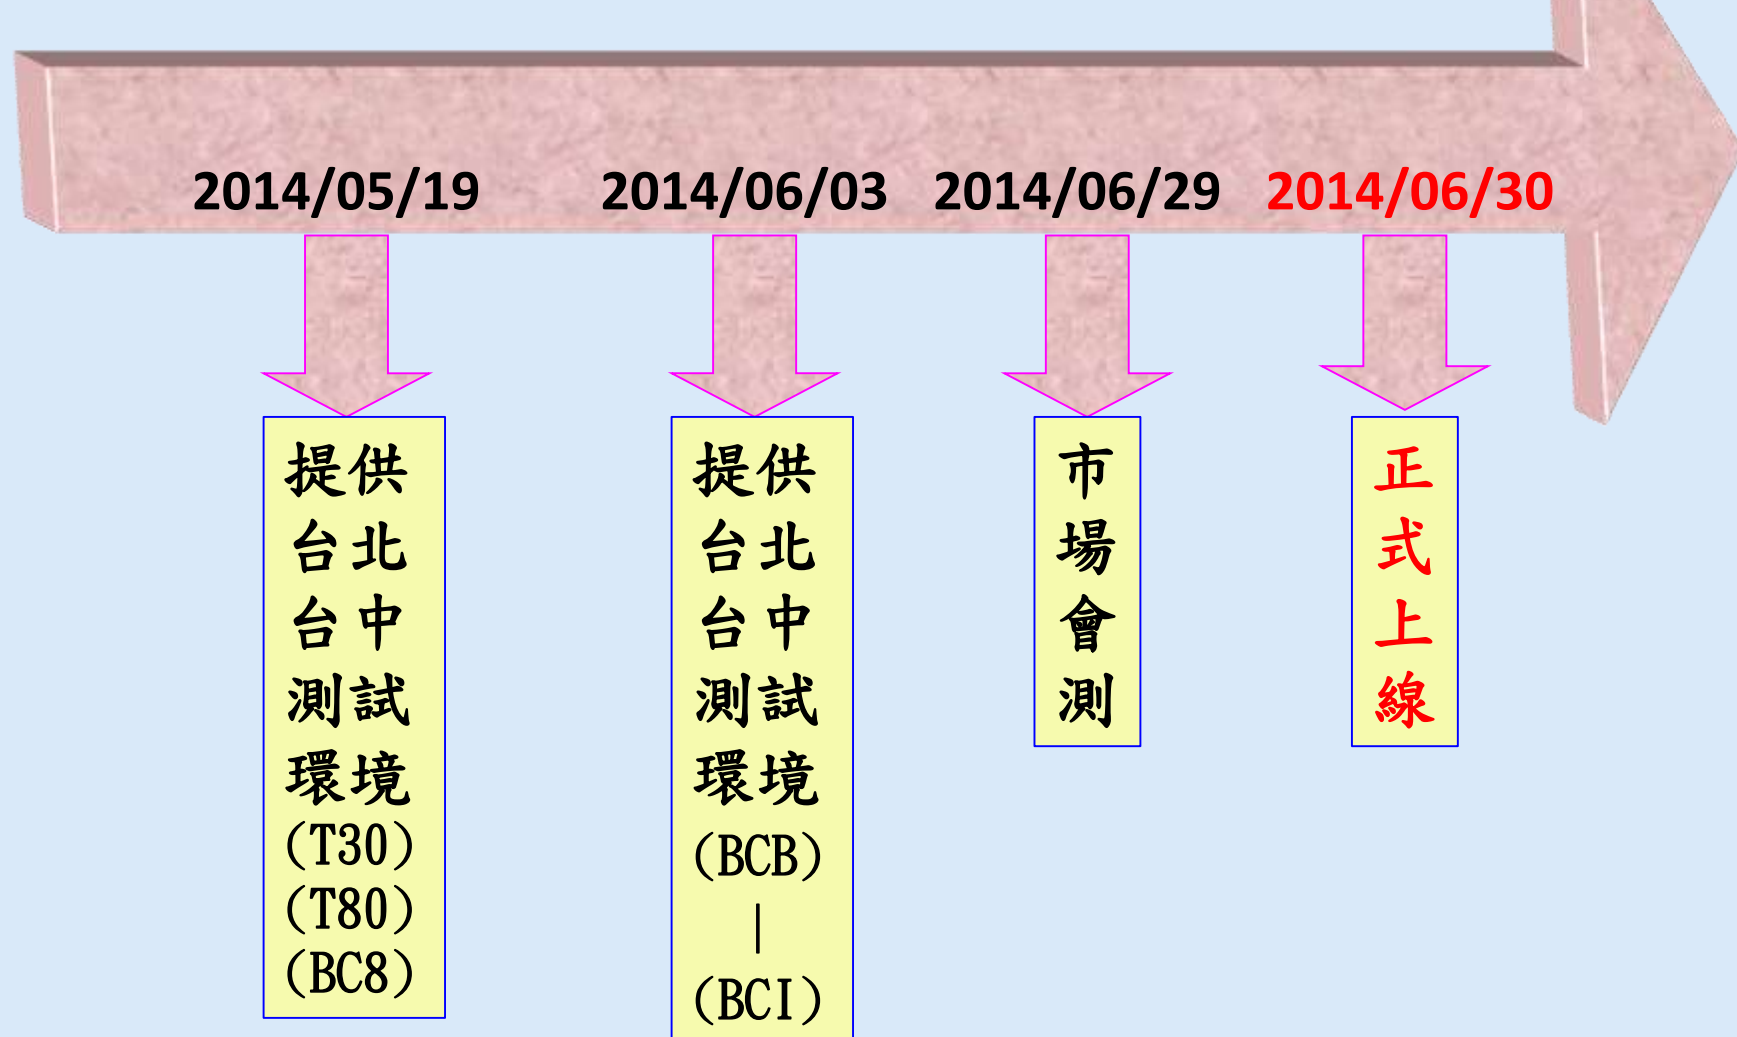 2014/05/19
2014/06/03
2014/06/29
2014/06/30
提供
台北
台中
測試
環境
(T30)
(T80)
(BC8)
提供
台北
台中
測試
環境
(BCB)
|
(BCI)
市
場
會
測
正
式
上
線